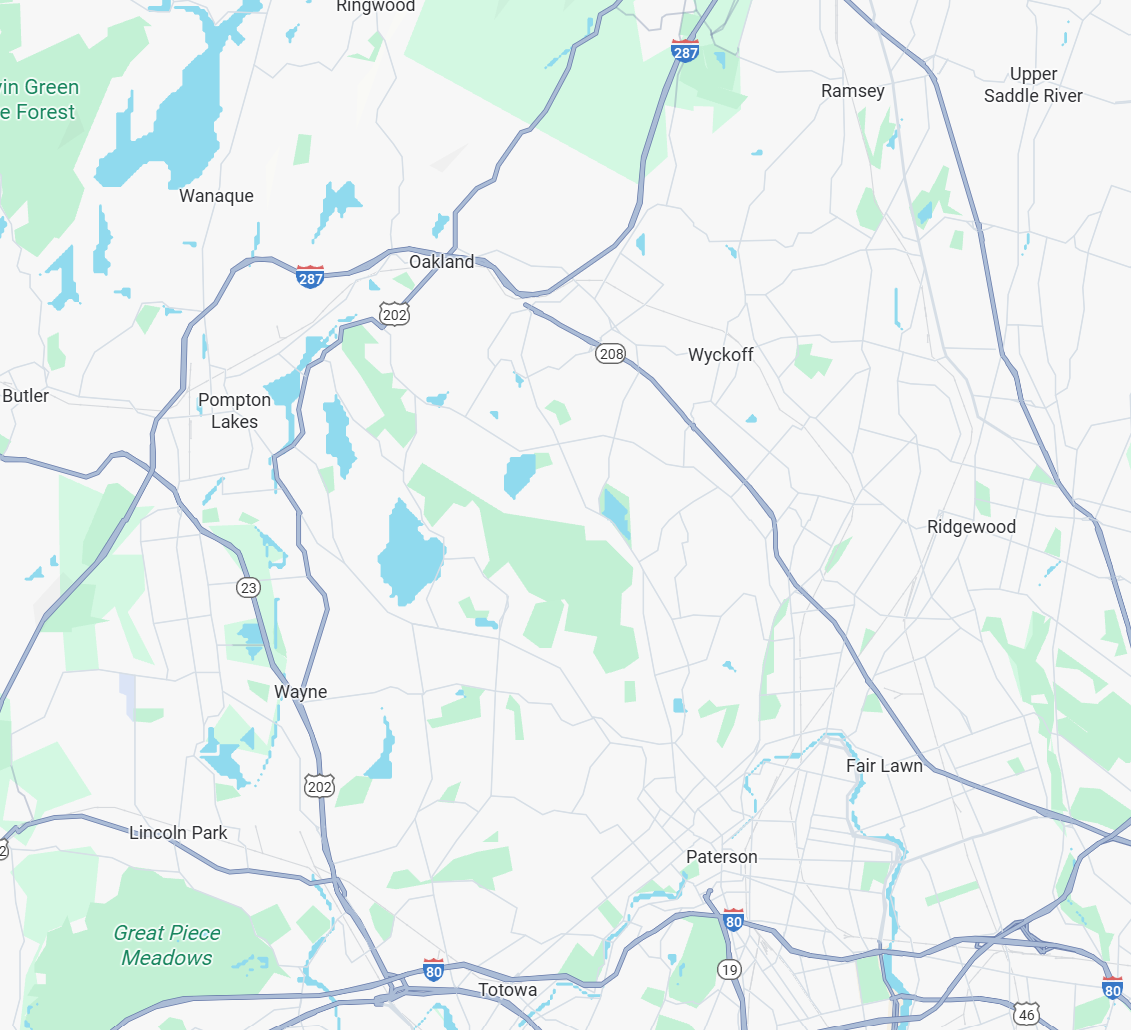 Ringwood
287
Ramsey
Upper
Saddle River
vin Green
e Forest
Wanaque
Oakland
287
202
208
Wyckoff
Butler
Pompton
Lakes
Ridgewood
23
Wayne
202
Fair Lawn
Lincoln Park
2
Paterson
80
Great Piece
Meadows
80
19
Totowa
80
46